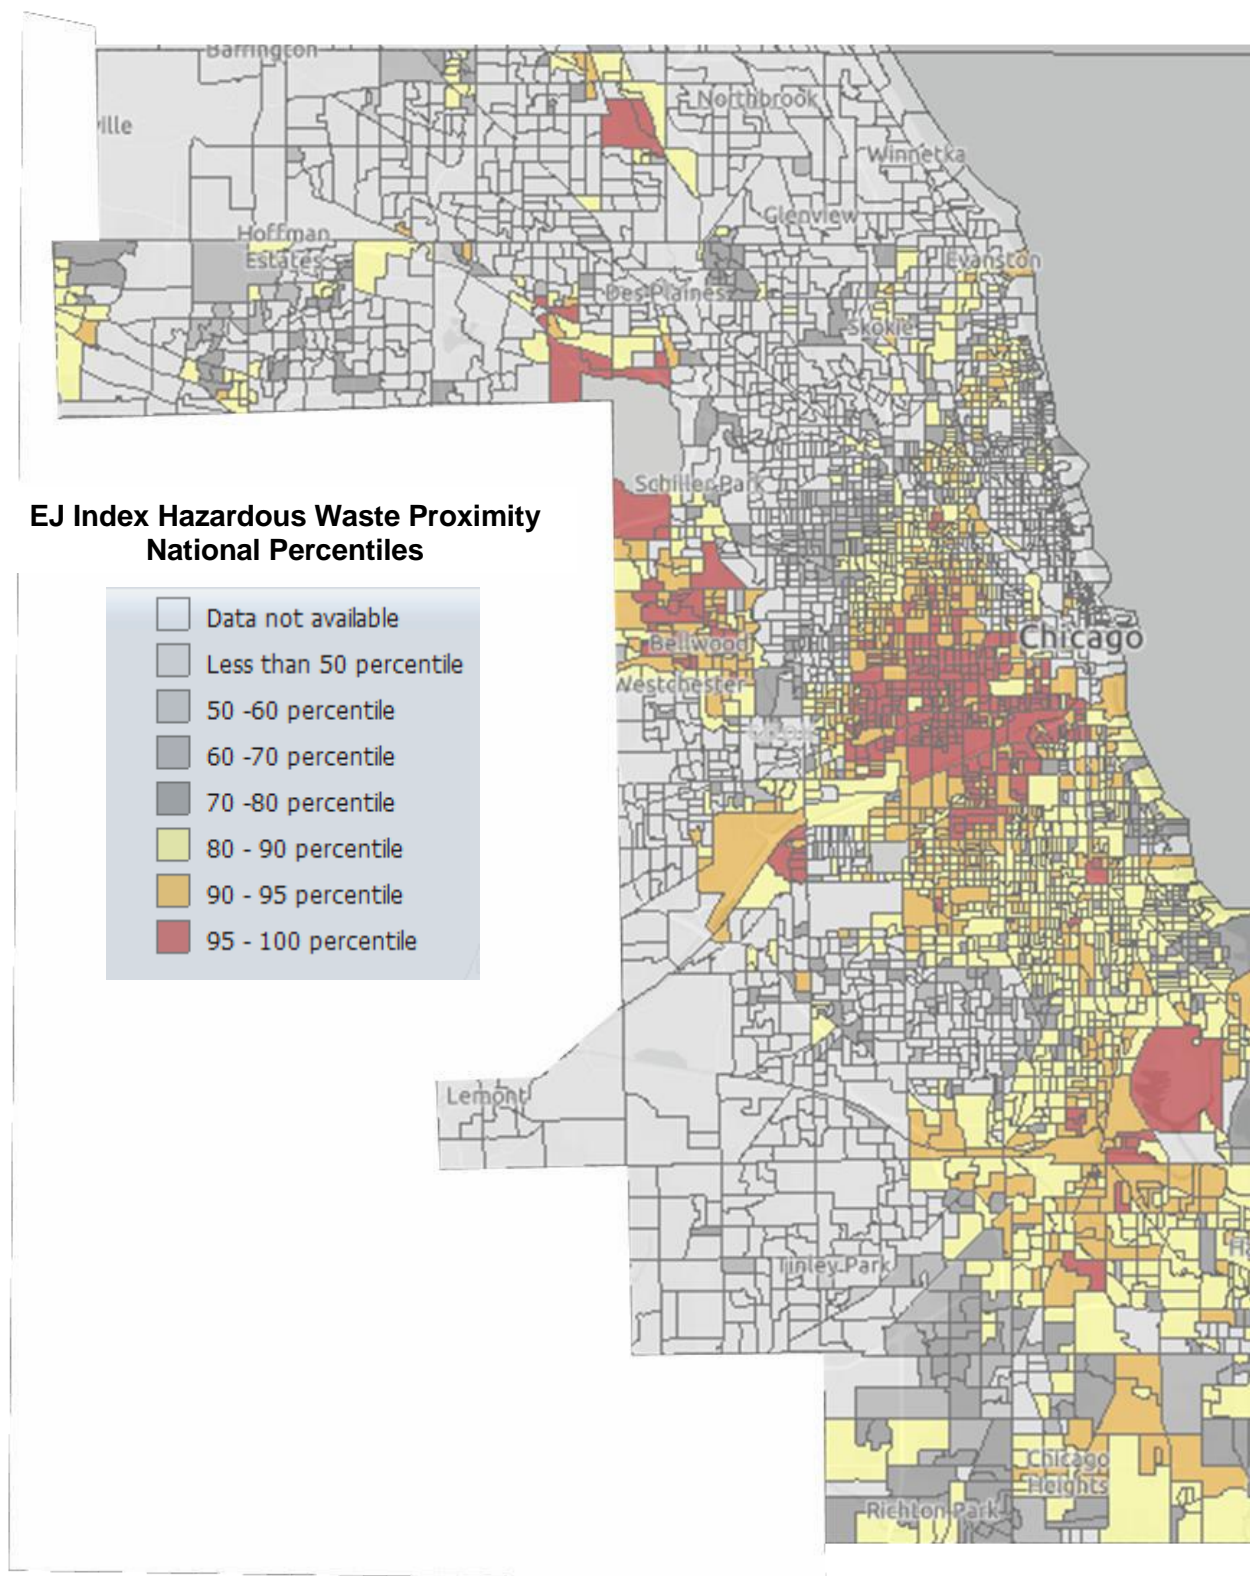 Barrington
Northbrook
ville
Winnetka
Glenview
Hoffman
Estates
Evanston
Des Plaines
Skokie
Schiller Park
EJ Index Hazardous Waste Proximity
National Percentiles
Data not available
Less than 50 percentile
50 -60 percentile
60 -70 percentile
70 -80 percentile
80 - 90 percentile
90 - 95 percentile
95 - 100 percentile
Chicago
Bellwood
Westchester
Lemont
Tinley Park
Ha
Chicago
Heights
Richton Park